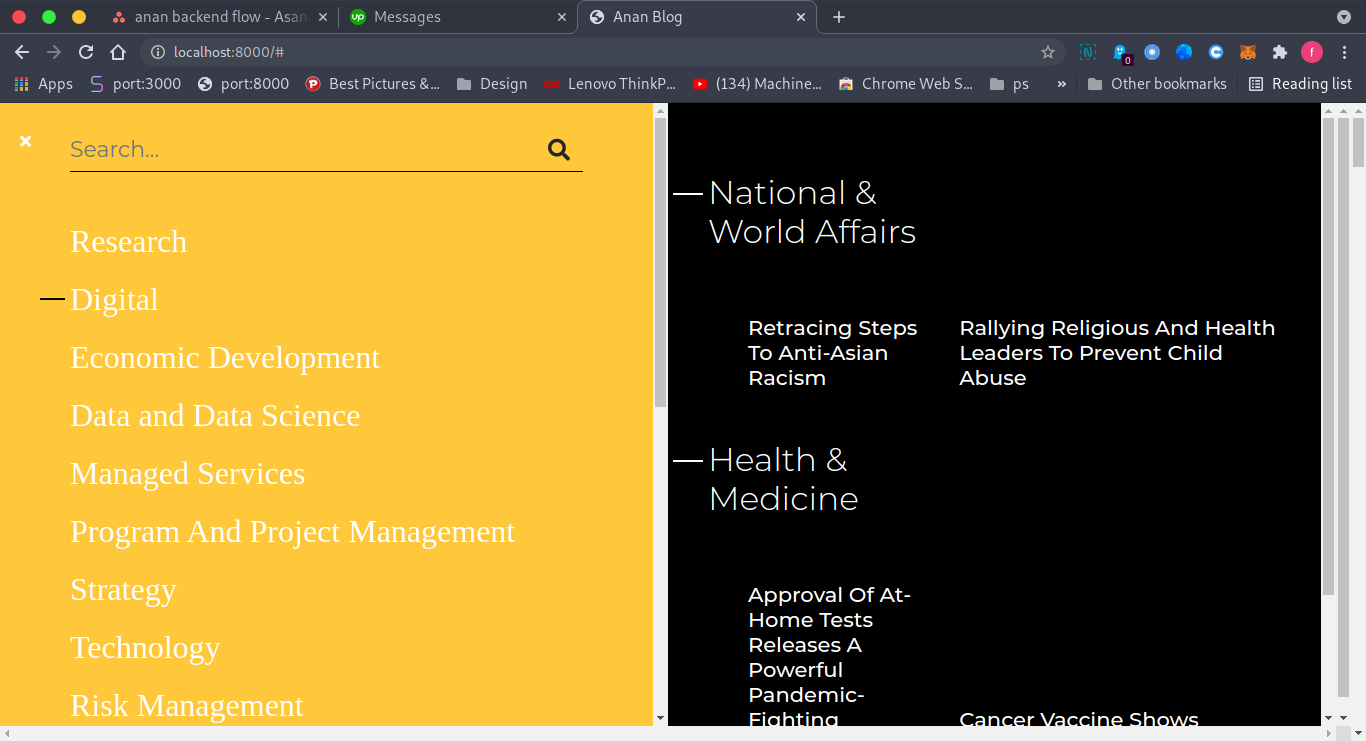 anan backend flow - Asan
Messages
Anan Blog
localhost:8000/#
0
f
Apps
port:3000
port:8000
Best Pictures &...
Design
Lenovo ThinkP...
(134) Machine...
Chrome Web S...
ps
»
Other bookmarks
Reading list
Search...
Research
Digital
Economic Development
Data and Data Science
Managed Services
Program And Project Management
Strategy
Technology
Risk Management
National &
World Affairs
Retracing Steps
To Anti-Asian
Racism
Rallying Religious And Health
Leaders To Prevent Child
Abuse
Health &
Medicine
Approval Of At-
Home Tests
Releases A
Powerful
Pandemic-
Fighting
Cancer Vaccine Shows